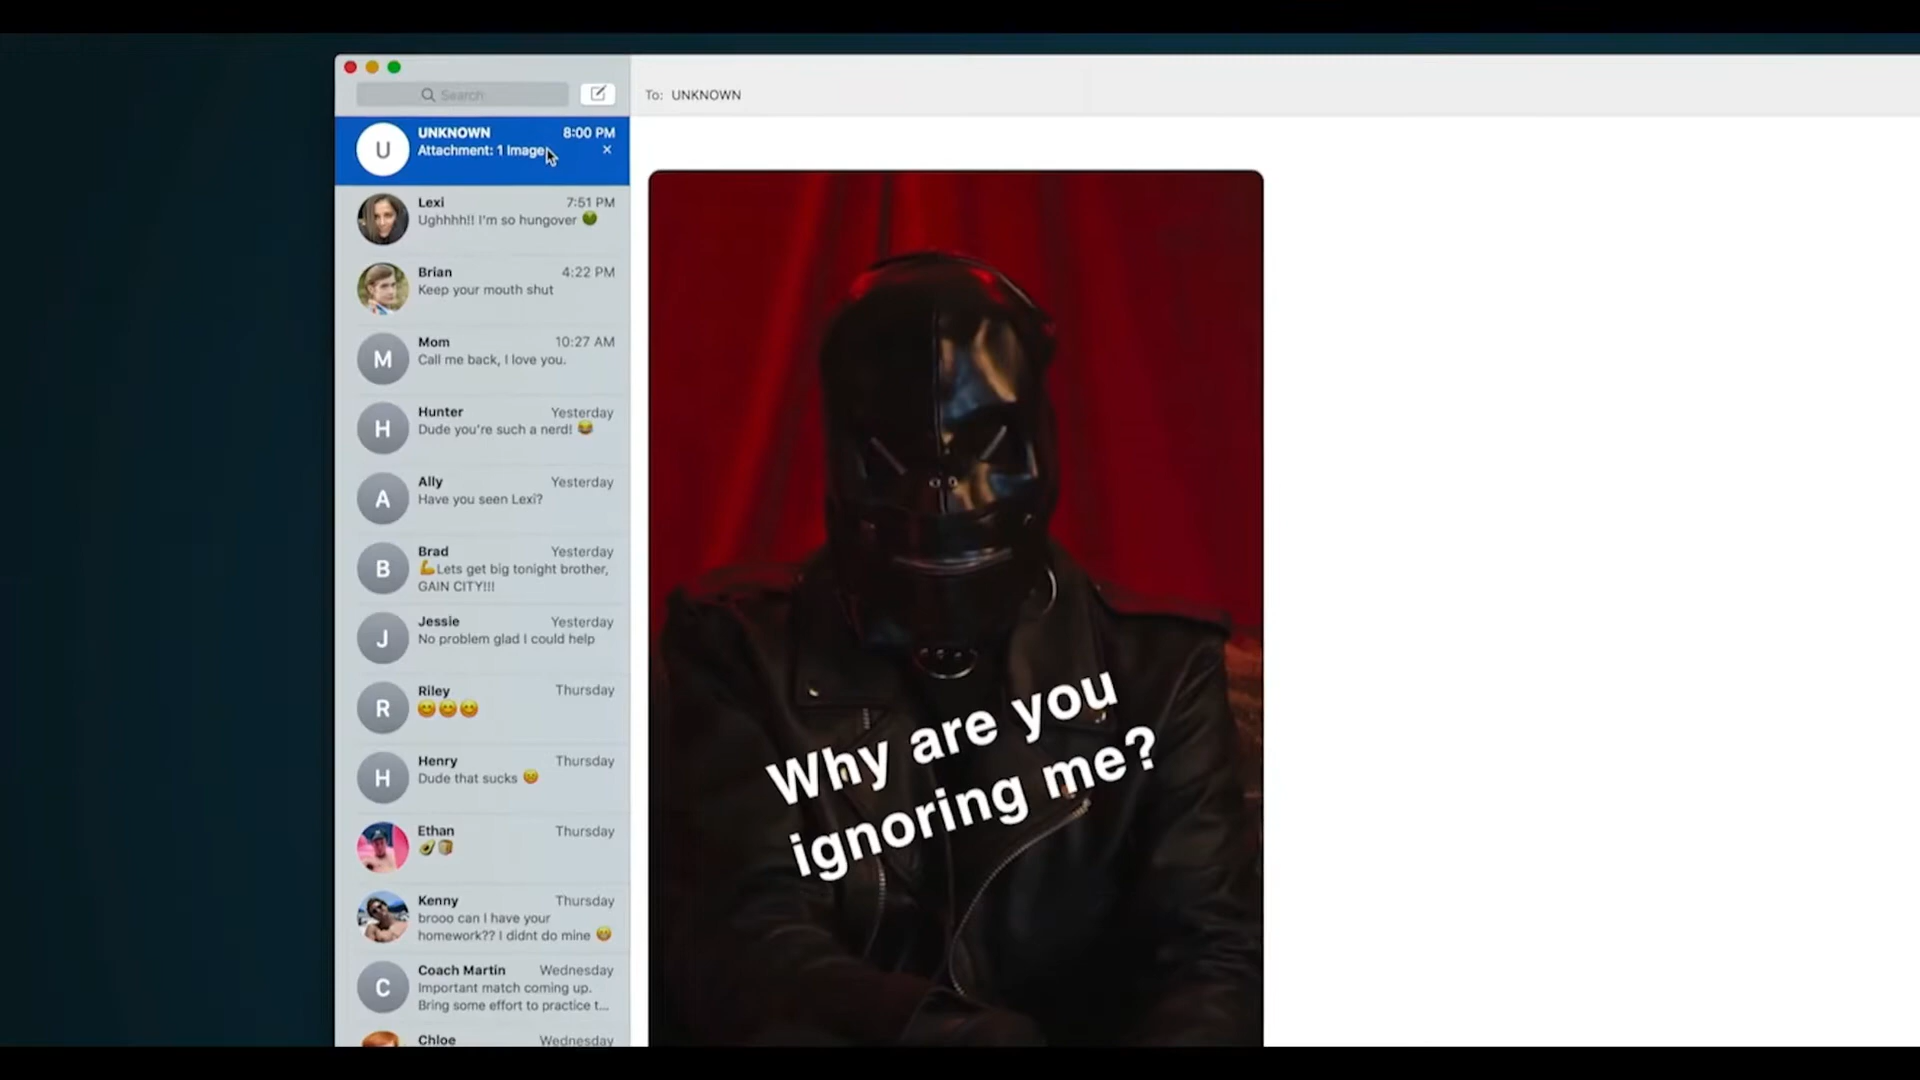 Search
To: UNKNOWN
U
UNKNOWN 8:00 PM
Attachment: 1 Image
Lexi 7:51 PM
Ughhhh!! I'm so hungover 🤢
Brian 4:22 PM
Keep your mouth shut
M
Mom 10:27 AM
Call me back, I love you.
H
Hunter Yesterday
Dude you're such a nerd! 😂
A
Ally Yesterday
Have you seen Lexi?
B
Brad Yesterday
💪Lets get big tonight brother,
GAIN CITY!!!
J
Jessie Yesterday
No problem glad I could help
R
Riley Thursday
😊😊😊
H
Henry Thursday
Dude that sucks
Ethan Thursday
🥑🍞
Kenny Thursday
brooo can I have your
homework?? I didnt do mine
C
Coach Martin Wednesday
Important match coming up.
Bring some effort to practice t...
Chloe Wednesday
Why are you
ignoring me?